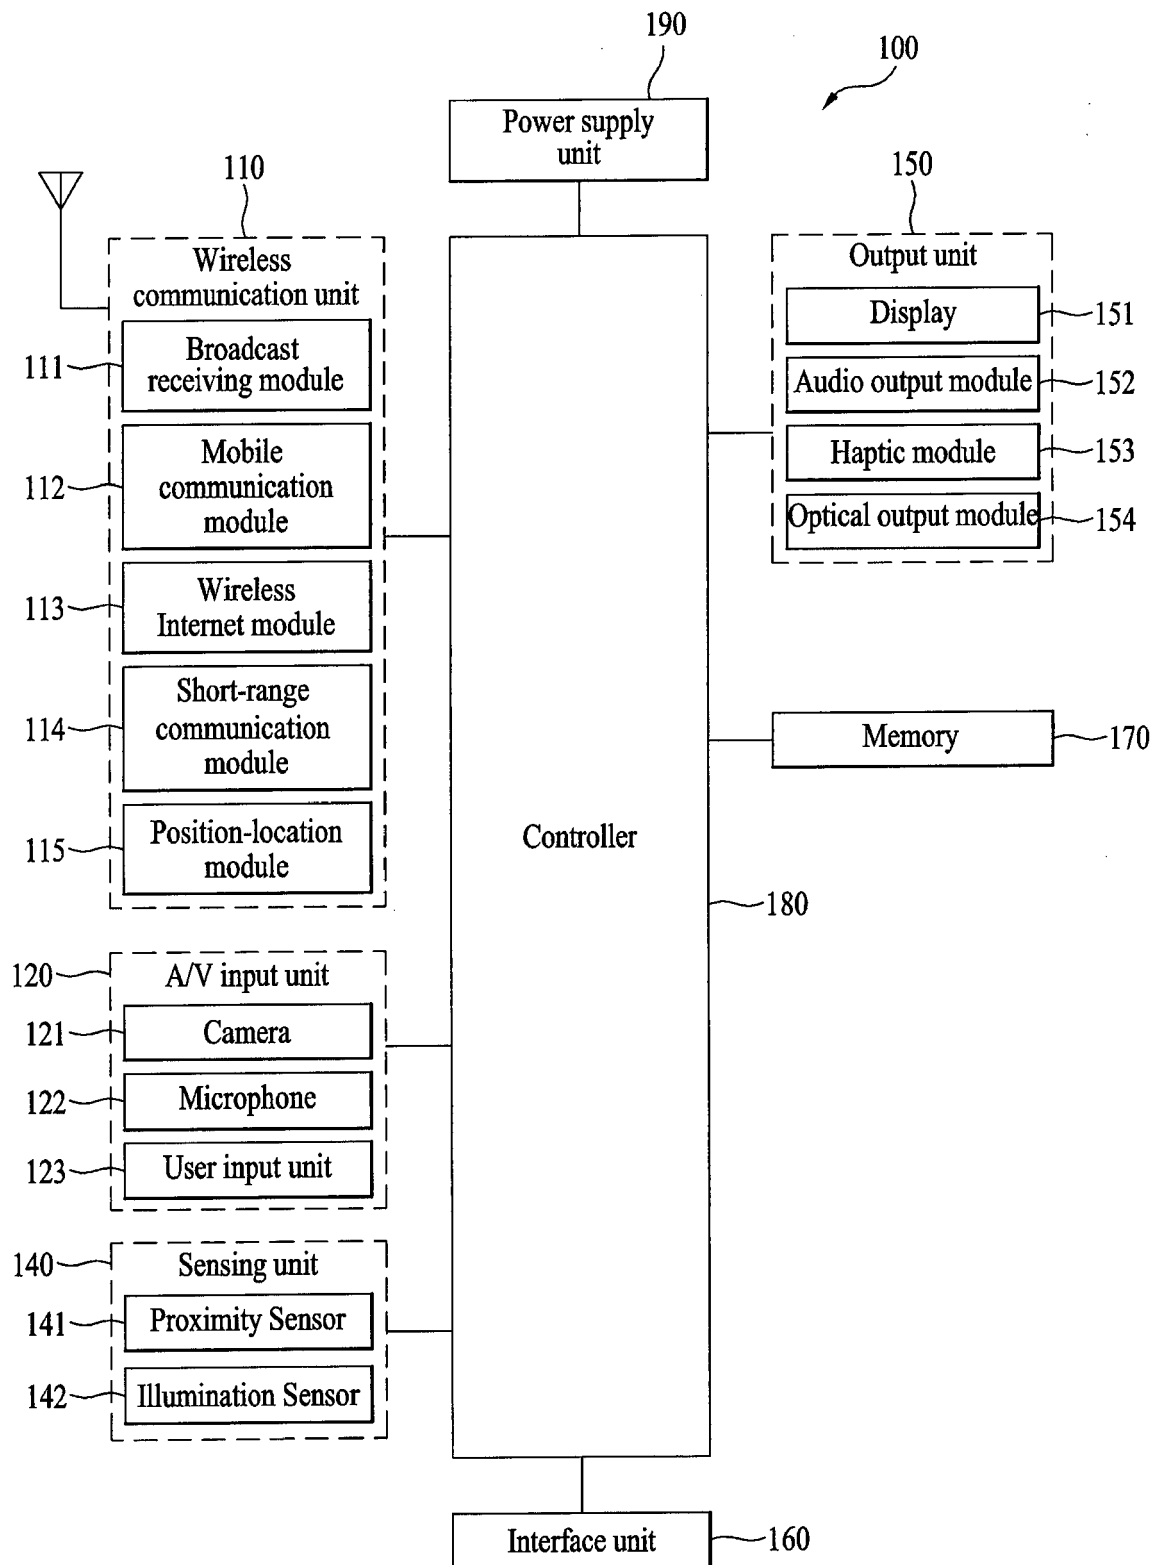 190
100
Power supply
unit
110
Wireless
communication unit
111
Broadcast
receiving module
112
Mobile
communication
module
113
Wireless
Internet module
114
Short-range
communication
module
115
Position-location
module
120
A/V input unit
121
Camera
122
Microphone
123
User input unit
140
Sensing unit
141
Proximity Sensor
142
Illumination Sensor
Controller
180
150
Output unit
Display
151
Audio output module
152
Haptic module
153
Optical output module
154
Memory
170
Interface unit
160